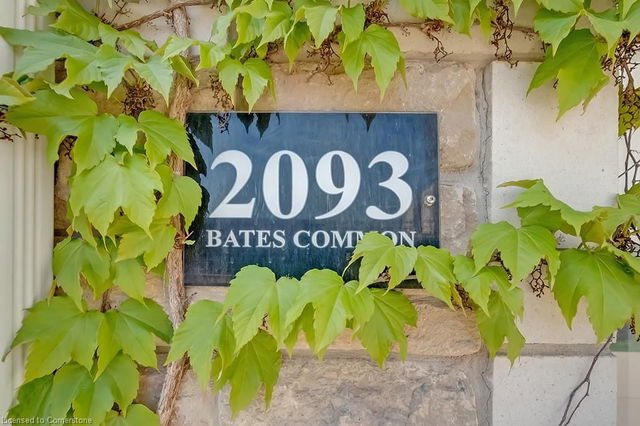 2093
BATES COMMON
Licensed to Cornerstone